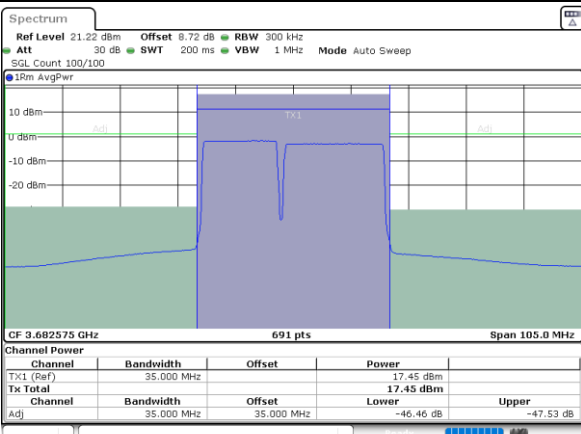 Spectrum
Ref Level 21.22 dBm Offset 8.72 dB RBW 300 kHz
Att 30 dB SWT 200 ms VBW 1 MHz Mode Auto Sweep
SGL Count 100/100
1Rm AvgPwr
10 dBm
TX1
Adj Adj
0 dBm
-10 dBm
-20 dBm
CF 3.682575 GHz 691 pts Span 105.0 MHz
Channel Power
Channel Bandwidth Offset Power
TX1 (Ref) 35.000 MHz 17.45 dBm
Tx Total 17.45 dBm
Channel Bandwidth Offset Lower Upper
Adj 35.000 MHz 35.000 MHz -46.46 dB -47.53 dB